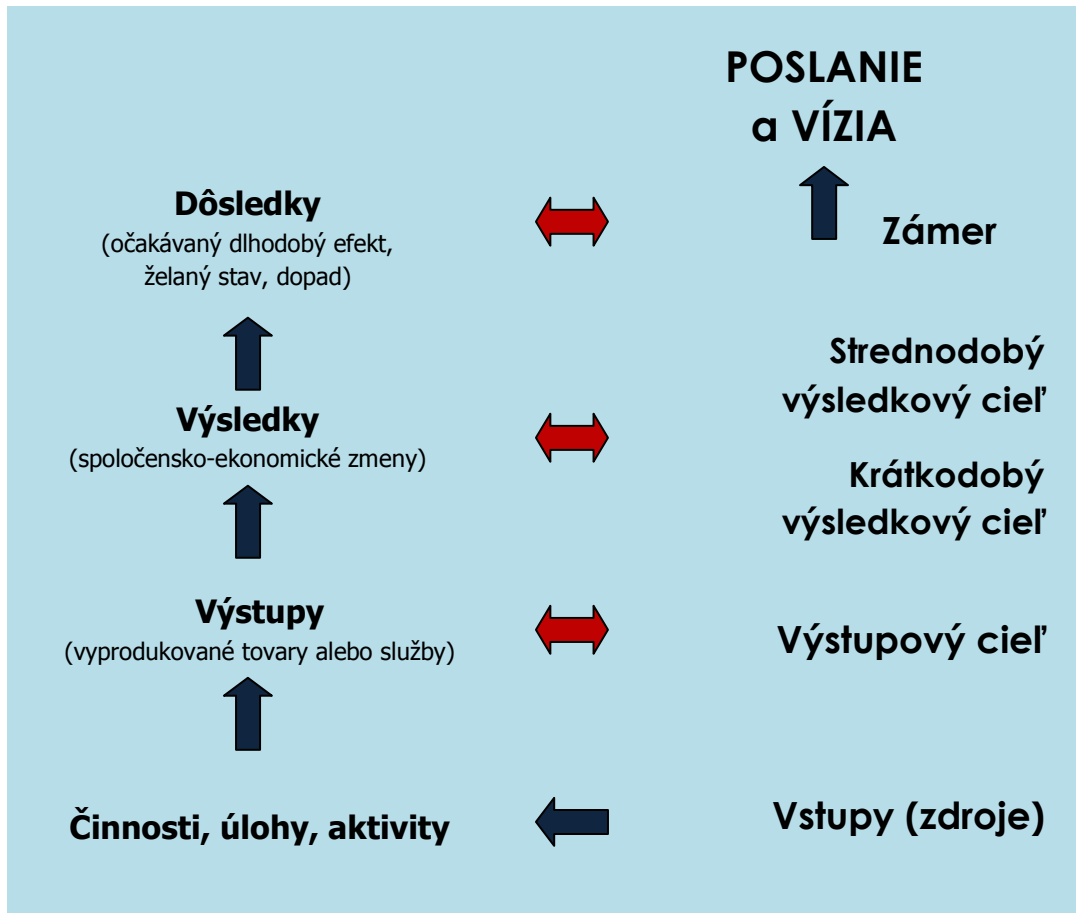 POSLANIE
a VÍZIA
Dôsledky
(očakávaný dlhodobý efekt,
želaný stav, dopad)
Zámer
Strednodobý
výsledkový cieľ
Výsledky
(spoločensko-ekonomické zmeny)
Krátkodobý
výsledkový cieľ
Výstupy
(vyprodukované tovary alebo služby)
Výstupový cieľ
Činnosti, úlohy, aktivity
Vstupy (zdroje)